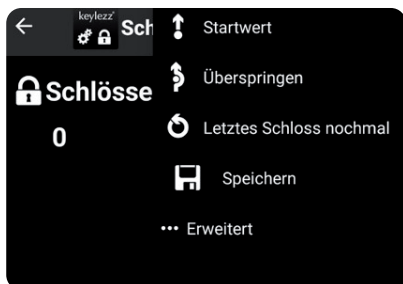 keylezz
Sch
Startwert
Schlösse
0
Überspringen
Letztes Schloss nochmal
Speichern
••• Erweitert